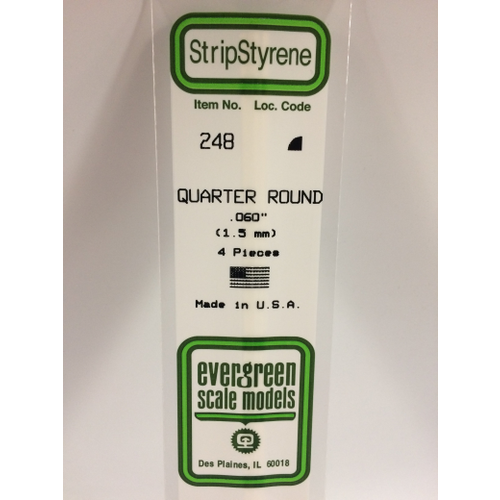 StripStyrene
Item No. Loc. Code
248
QUARTER ROUND
.060"
(1.5 mm)
4 Pieces
Made in U.S.A.
evergreen
scale models
Des Plaines, IL 60018